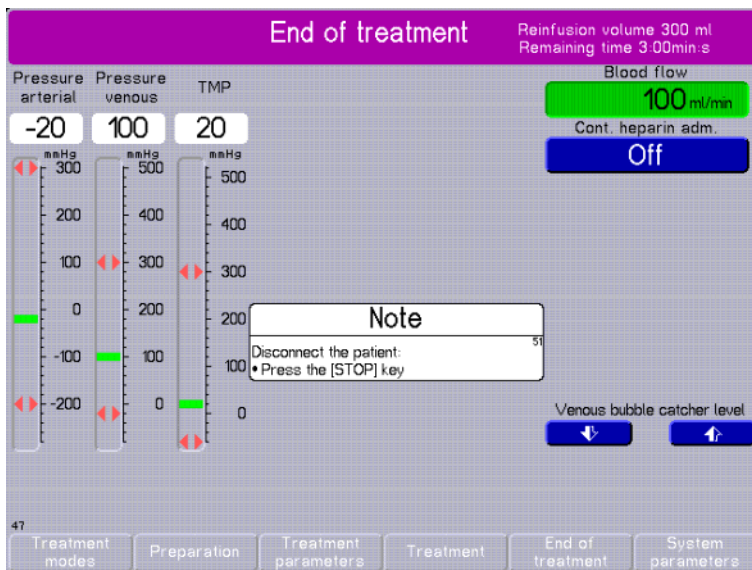 End of treatment
Reinfusion volume 300 ml
Remaining time 3:00min:s
Pressure arterial
Pressure venous
TMP
Blood flow
-20
100
20
100 ml/min
Cont. heparin adm.
Off
mmHg
mmHg
mmHg
300
200
100
0
-100
-200
500
400
300
200
100
0
500
400
300
200
100
0
Note
51
Disconnect the patient:
• Press the [STOP] key
Venous bubble catcher level
47
Treatment modes
Preparation
Treatment parameters
Treatment
End of treatment
System parameters